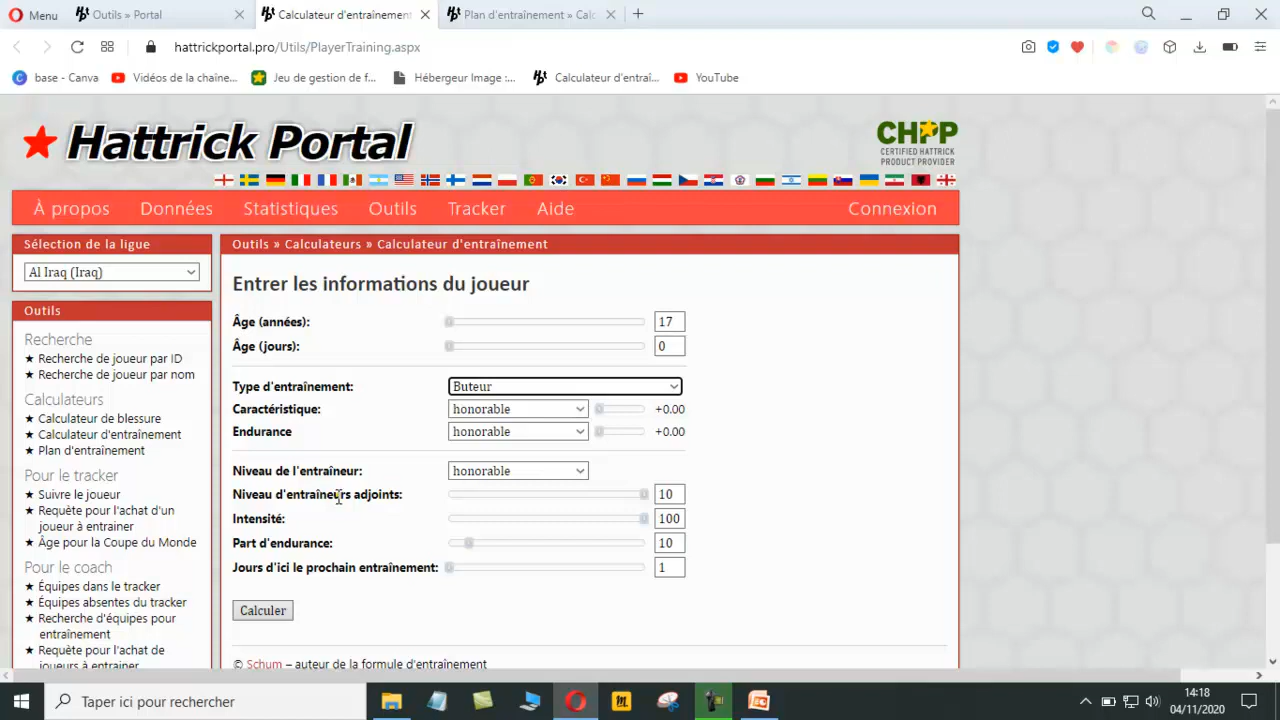 Menu
Outils » Portal
Calculateur d'entraînement
Plan d'entraînement » Calc
hattrickportal.pro/Utils/PlayerTraining.aspx
base - Canva
Vidéos de la chaîne...
Jeu de gestion de f...
Hébergeur Image :...
Calculateur d'entraî...
YouTube
Hattrick Portal
CHPP
CERTIFIED HATTRICK
PRODUCT PROVIDER
À propos
Données
Statistiques
Outils
Tracker
Aide
Connexion
Sélection de la ligue
Al Iraq (Iraq)
Outils
Recherche
★ Recherche de joueur par ID
★ Recherche de joueur par nom
Calculateurs
★ Calculateur de blessure
★ Calculateur d'entraînement
★ Plan d'entraînement
Pour le tracker
★ Suivre le joueur
★ Requête pour l'achat d'un
joueur à entrainer
★ Âge pour la Coupe du Monde
Pour le coach
★ Équipes dans le tracker
★ Équipes absentes du tracker
★ Recherche d'équipes pour
entraînement
★ Requête pour l'achat de
joueurs à entrainer
Outils » Calculateurs » Calculateur d'entraînement
Entrer les informations du joueur
Âge (années): 17
Âge (jours): 0
Type d'entraînement: Buteur
Caractéristique: honorable +0.00
Endurance honorable +0.00
Niveau de l'entraîneur: honorable
Niveau d'entraîneurs adjoints: 10
Intensité: 100
Part d'endurance: 10
Jours d'ici le prochain entraînement: 1
Calculer
© Schum – auteur de la formule d'entraînement
Taper ici pour rechercher
14:18
04/11/2020